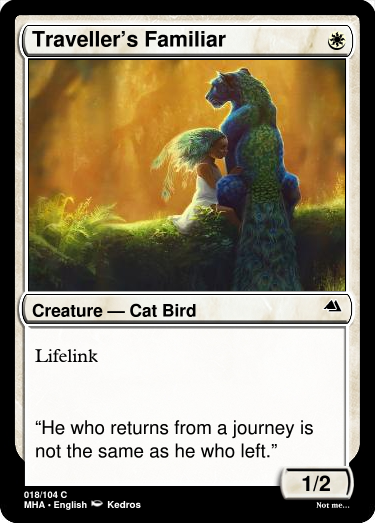 Traveller's Familiar
Creature — Cat Bird
Lifelink
“He who returns from a journey is
not the same as he who left.”
1/2
018/104 C
MHA • English Kedros
Not me...